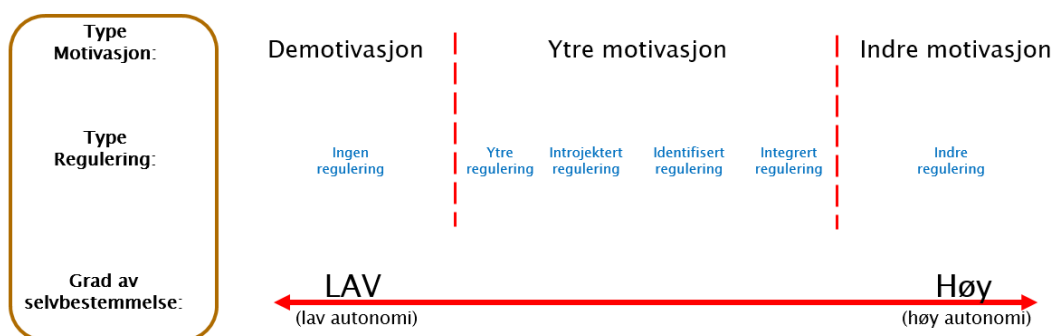 Type
Motivasjon:
Demotivasjon
Ytre motivasjon
Indre motivasjon
Type
Regulering:
Ingen
regulering
Ytre
regulering
Introjektert
regulering
Identifisert
regulering
Integrert
regulering
Indre
regulering
Grad av
selvbestemmelse:
LAV
(lav autonomi)
Høy
(høy autonomi)